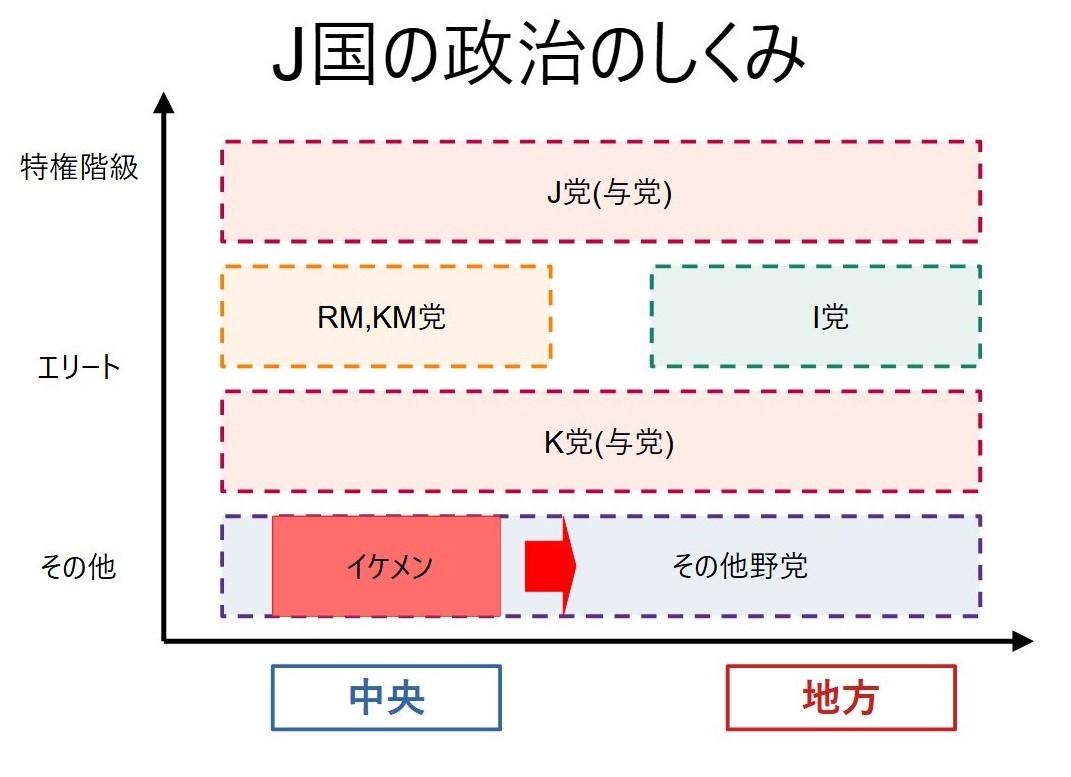 J国の政治のしくみ
特権階級
J党(与党)
RM,KM党
I党
エリート
K党(与党)
その他
イケメン
その他野党
中央
地方